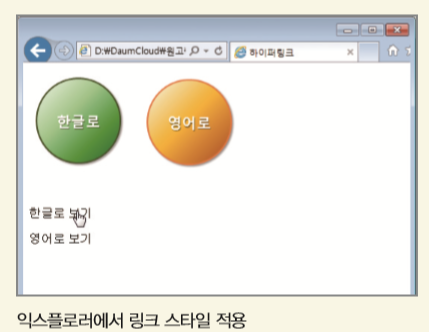 D:₩DaumCloud₩원고
하이퍼링크
한글로
영어로
한글로 보기
영어로 보기
익스플로러에서 링크 스타일 적용